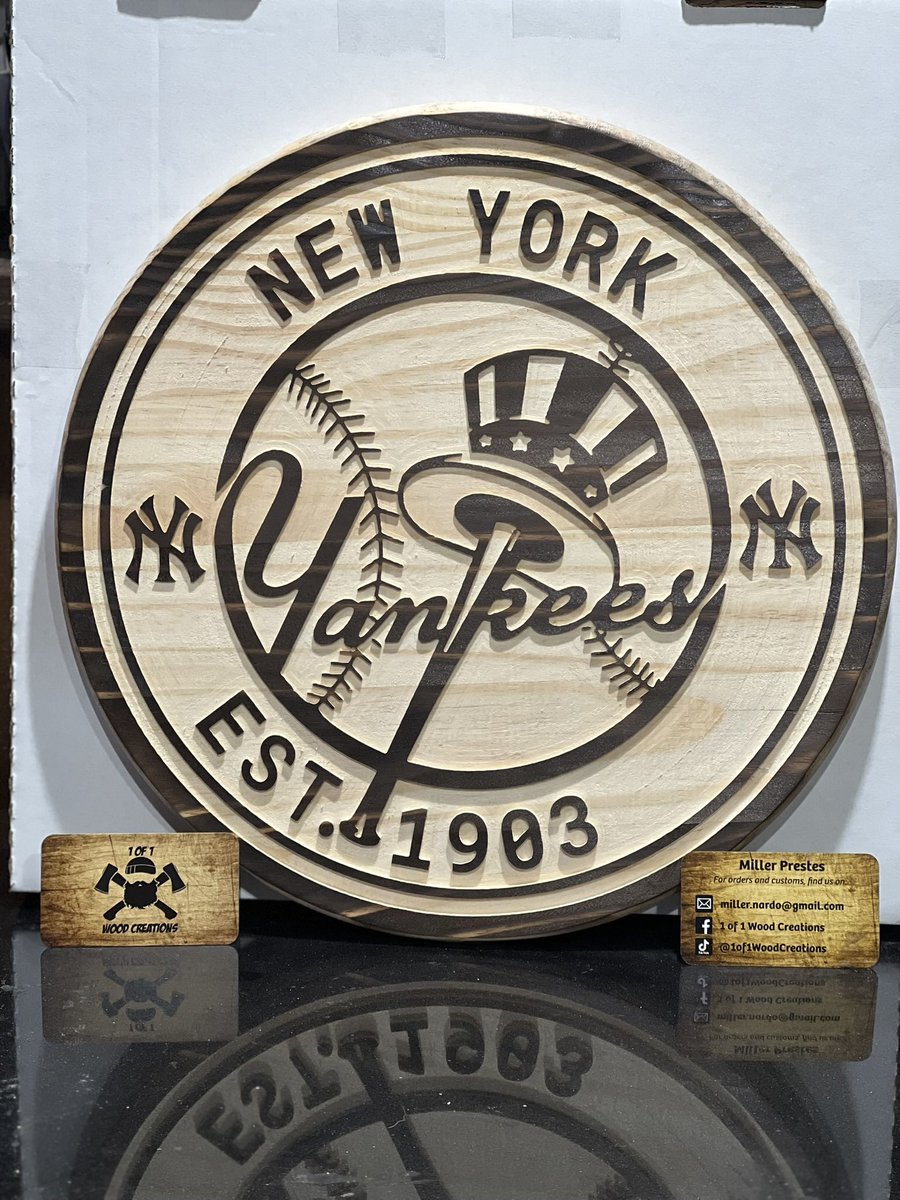 NEW YORK
NY
Yankees
NY
EST. 1903
1 OF 1
WOOD CREATIONS
Miller Prestes
For orders and customs, find us on...
miller.nardo@gmail.com
1 of 1 Wood Creations
@1of1WoodCreations